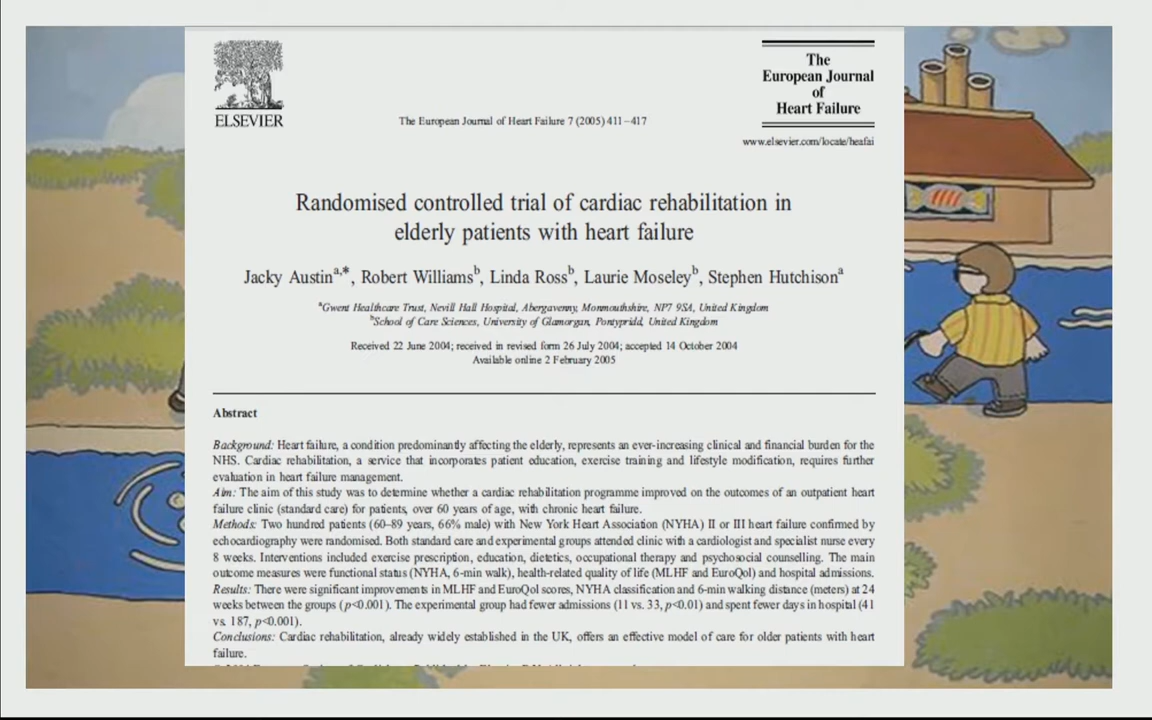 ELSEVIER
The European Journal of Heart Failure 7 (2005) 411–417
The
European Journal
of
Heart Failure
www.elsevier.com/locate/heafai
Randomised controlled trial of cardiac rehabilitation in
elderly patients with heart failure
Jacky Austin a,*, Robert Williams b, Linda Ross b, Laurie Moseley b, Stephen Hutchison a
a Gwent Healthcare Trust, Nevill Hall Hospital, Abergavenny, Monmouthshire, NP7 9SA, United Kingdom
b School of Care Sciences, University of Glamorgan, Pontypridd, United Kingdom
Received 22 June 2004; received in revised form 26 July 2004; accepted 14 October 2004
Available online 2 February 2005
Abstract
Background: Heart failure, a condition predominantly affecting the elderly, represents an ever-increasing clinical and financial burden for the
NHS. Cardiac rehabilitation, a service that incorporates patient education, exercise training and lifestyle modification, requires further
evaluation in heart failure management.
Aim: The aim of this study was to determine whether a cardiac rehabilitation programme improved on the outcomes of an outpatient heart
failure clinic (standard care) for patients, over 60 years of age, with chronic heart failure.
Methods: Two hundred patients (60–89 years, 66% male) with New York Heart Association (NYHA) II or III heart failure confirmed by
echocardiography were randomised. Both standard care and experimental groups attended clinic with a cardiologist and specialist nurse every
8 weeks. Interventions included exercise prescription, education, dietetics, occupational therapy and psychosocial counselling. The main
outcome measures were functional status (NYHA, 6-min walk), health-related quality of life (MLHF and EuroQol) and hospital admissions.
Results: There were significant improvements in MLHF and EuroQol scores, NYHA classification and 6-min walking distance (meters) at 24
weeks between the groups (p<0.001). The experimental group had fewer admissions (11 vs. 33, p<0.01) and spent fewer days in hospital (41
vs. 187, p<0.001).
Conclusions: Cardiac rehabilitation, already widely established in the UK, offers an effective model of care for older patients with heart
failure.